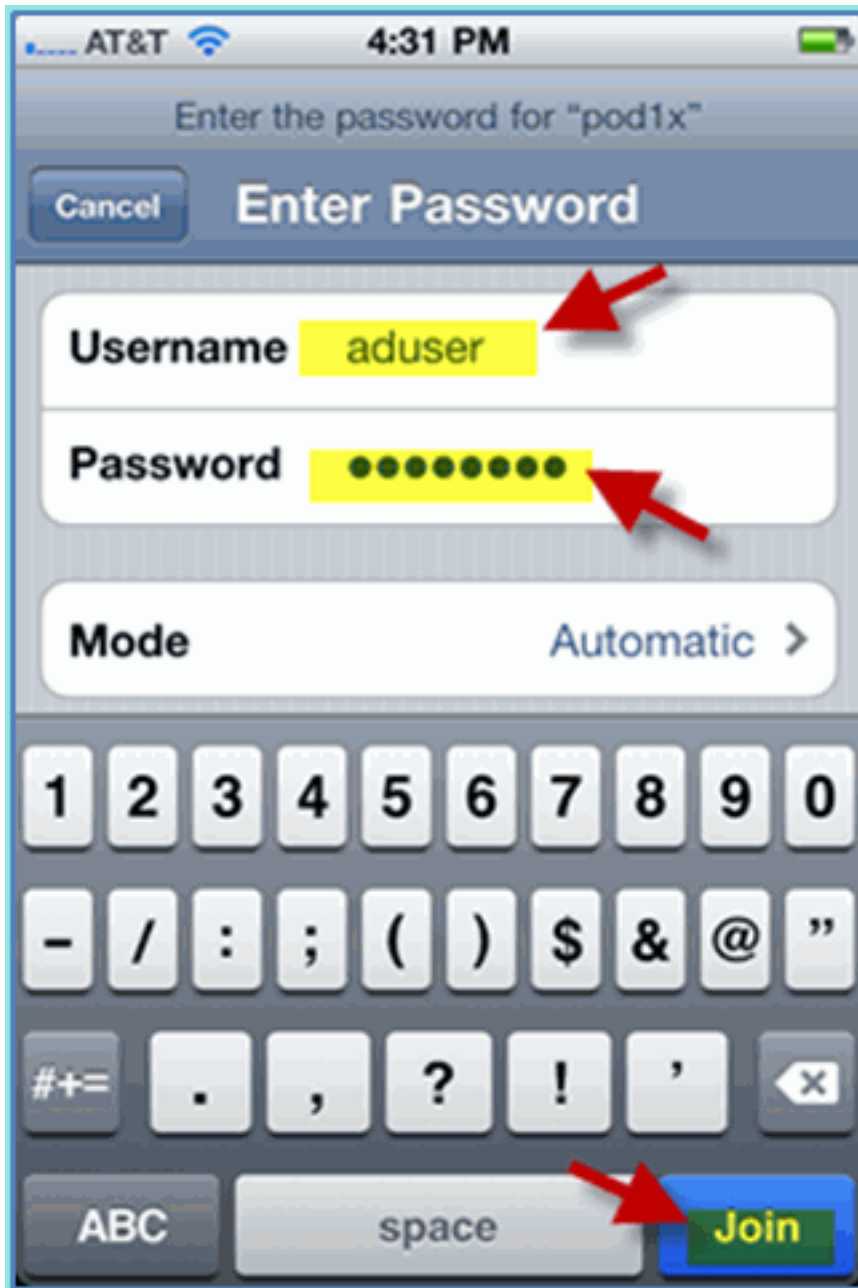 AT&T 4:31 PM
Enter the password for “pod1x”
Cancel Enter Password
Username aduser
Password ●●●●●●●●
Mode Automatic >
1 2 3 4 5 6 7 8 9 0
- / : ; ( ) $ & @ ”
#+= . , ? ! ’
ABC space Join